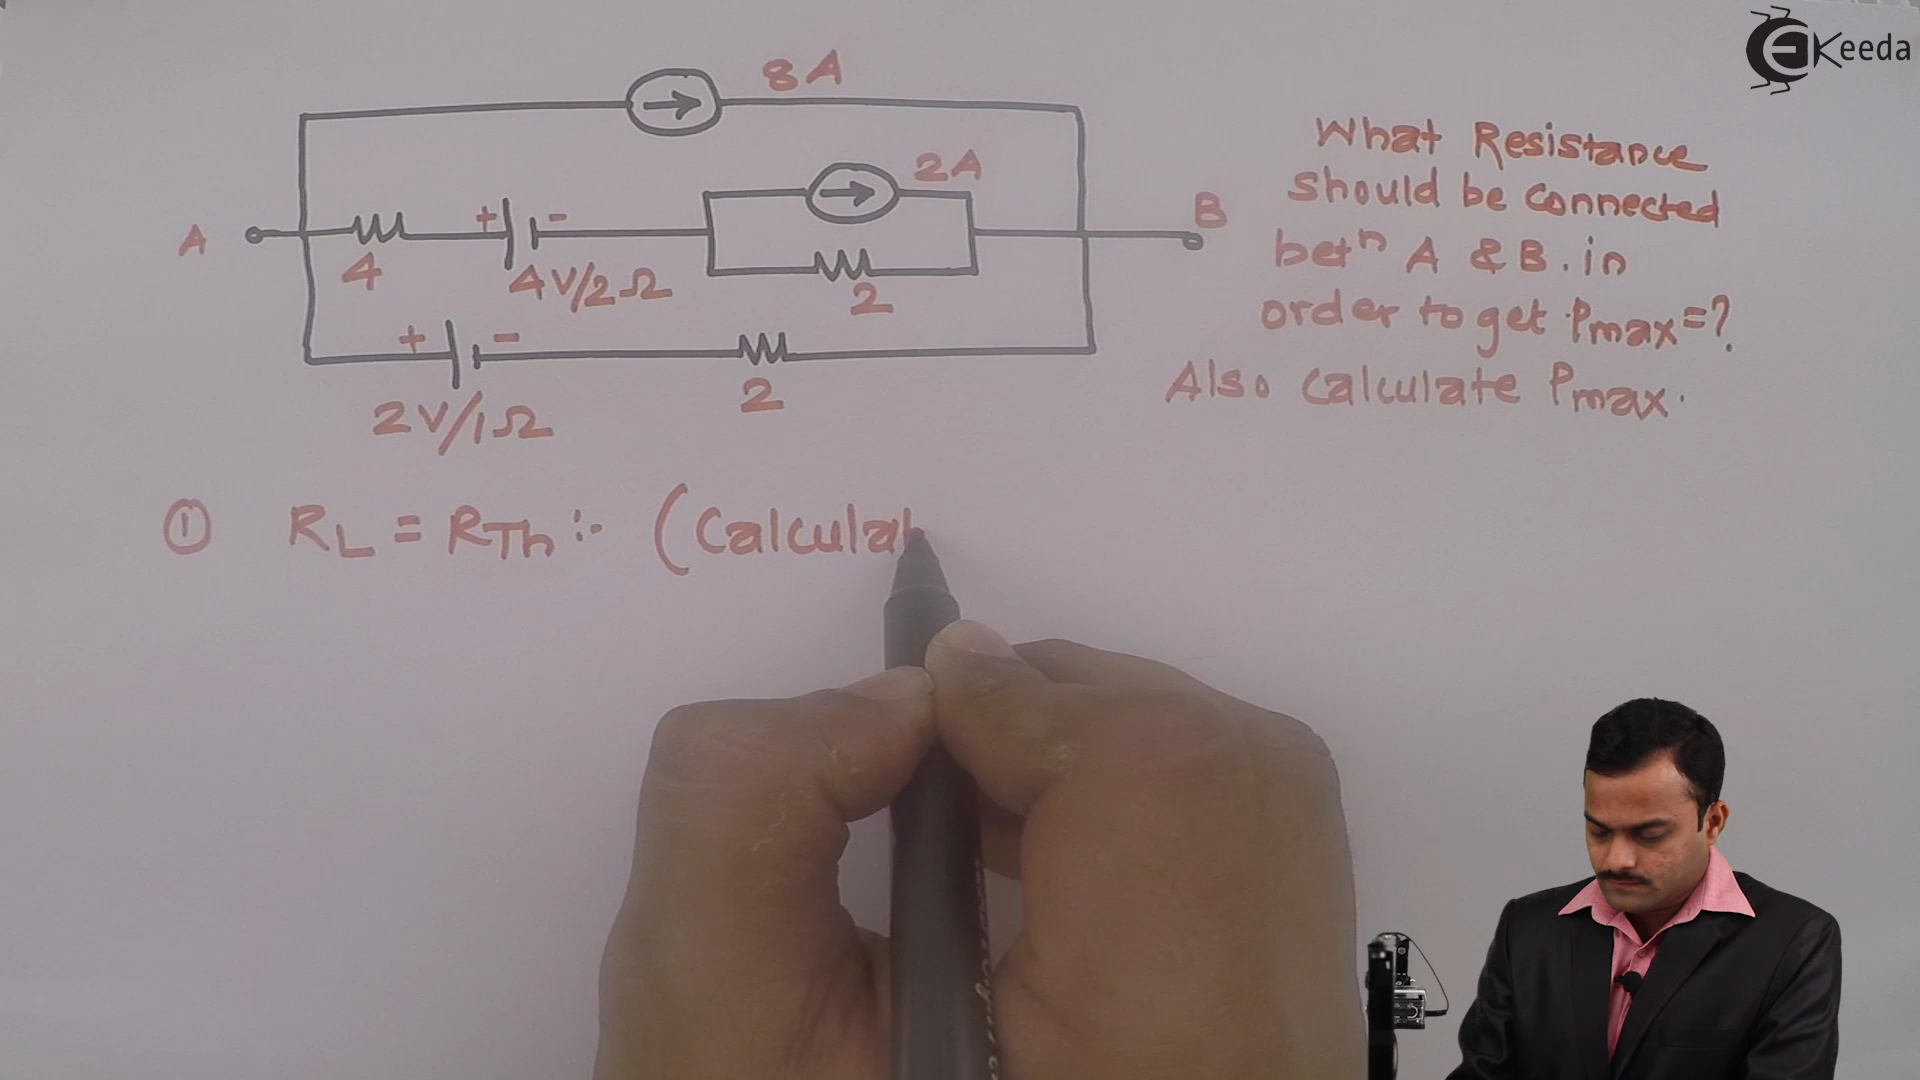 EKeeda
8A
2A
A
B
+ -
4
4V/2Ω
2
+ -
2V/1Ω
2
What Resistance
should be connected
betn A & B. in
order to get Pmax=?
Also calculate Pmax.
① RL = RTh :- (Calculat